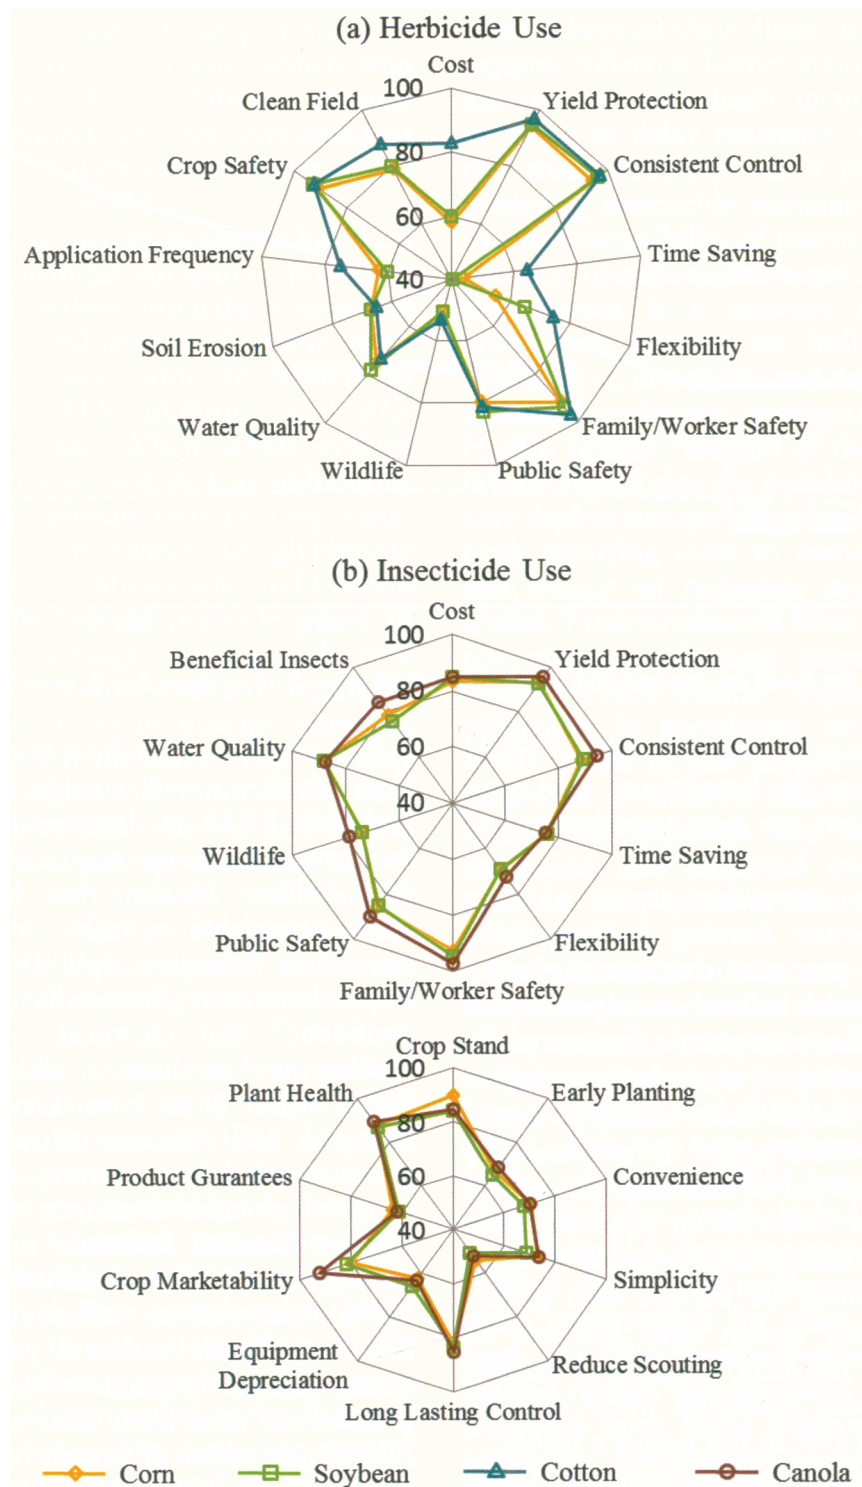 (a) Herbicide Use
Cost
100
Clean Field
Yield Protection
80
Crop Safety
Consistent Control
60
Application Frequency
Time Saving
40
Soil Erosion
Flexibility
Water Quality
Family/Worker Safety
Wildlife
Public Safety
(b) Insecticide Use
Cost
100
Beneficial Insects
Yield Protection
80
Water Quality
Consistent Control
60
40
Wildlife
Time Saving
Public Safety
Flexibility
Family/Worker Safety
Crop Stand
100
Plant Health
Early Planting
80
Product Gurantees
Convenience
60
40
Crop Marketability
Simplicity
Equipment
Depreciation
Reduce Scouting
Long Lasting Control
Corn
Soybean
Cotton
Canola